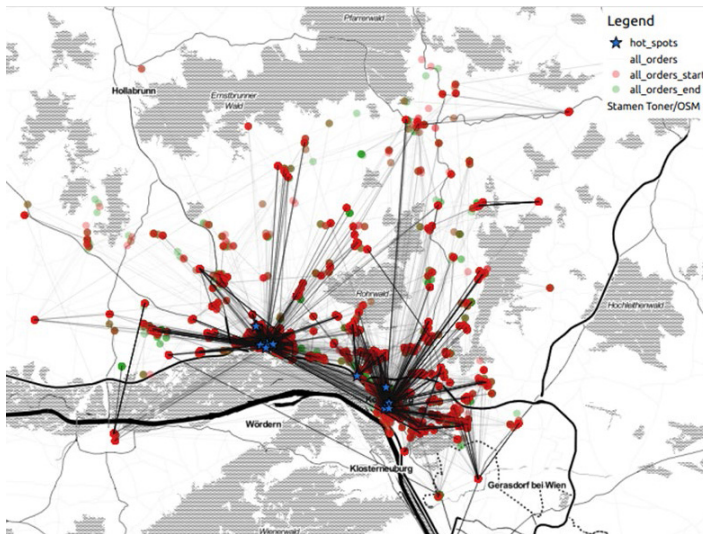 Pfarrerwald
Legend
hot_spots
all_orders
all_orders_start
all_orders_end
Stamen Toner/OSM
Hollabrunn
Ernstbrunner
Wald
Rohrwald
Hochleithenwald
Wördern
Klosterneuburg
Gerasdorf bei Wien
Wienerwald